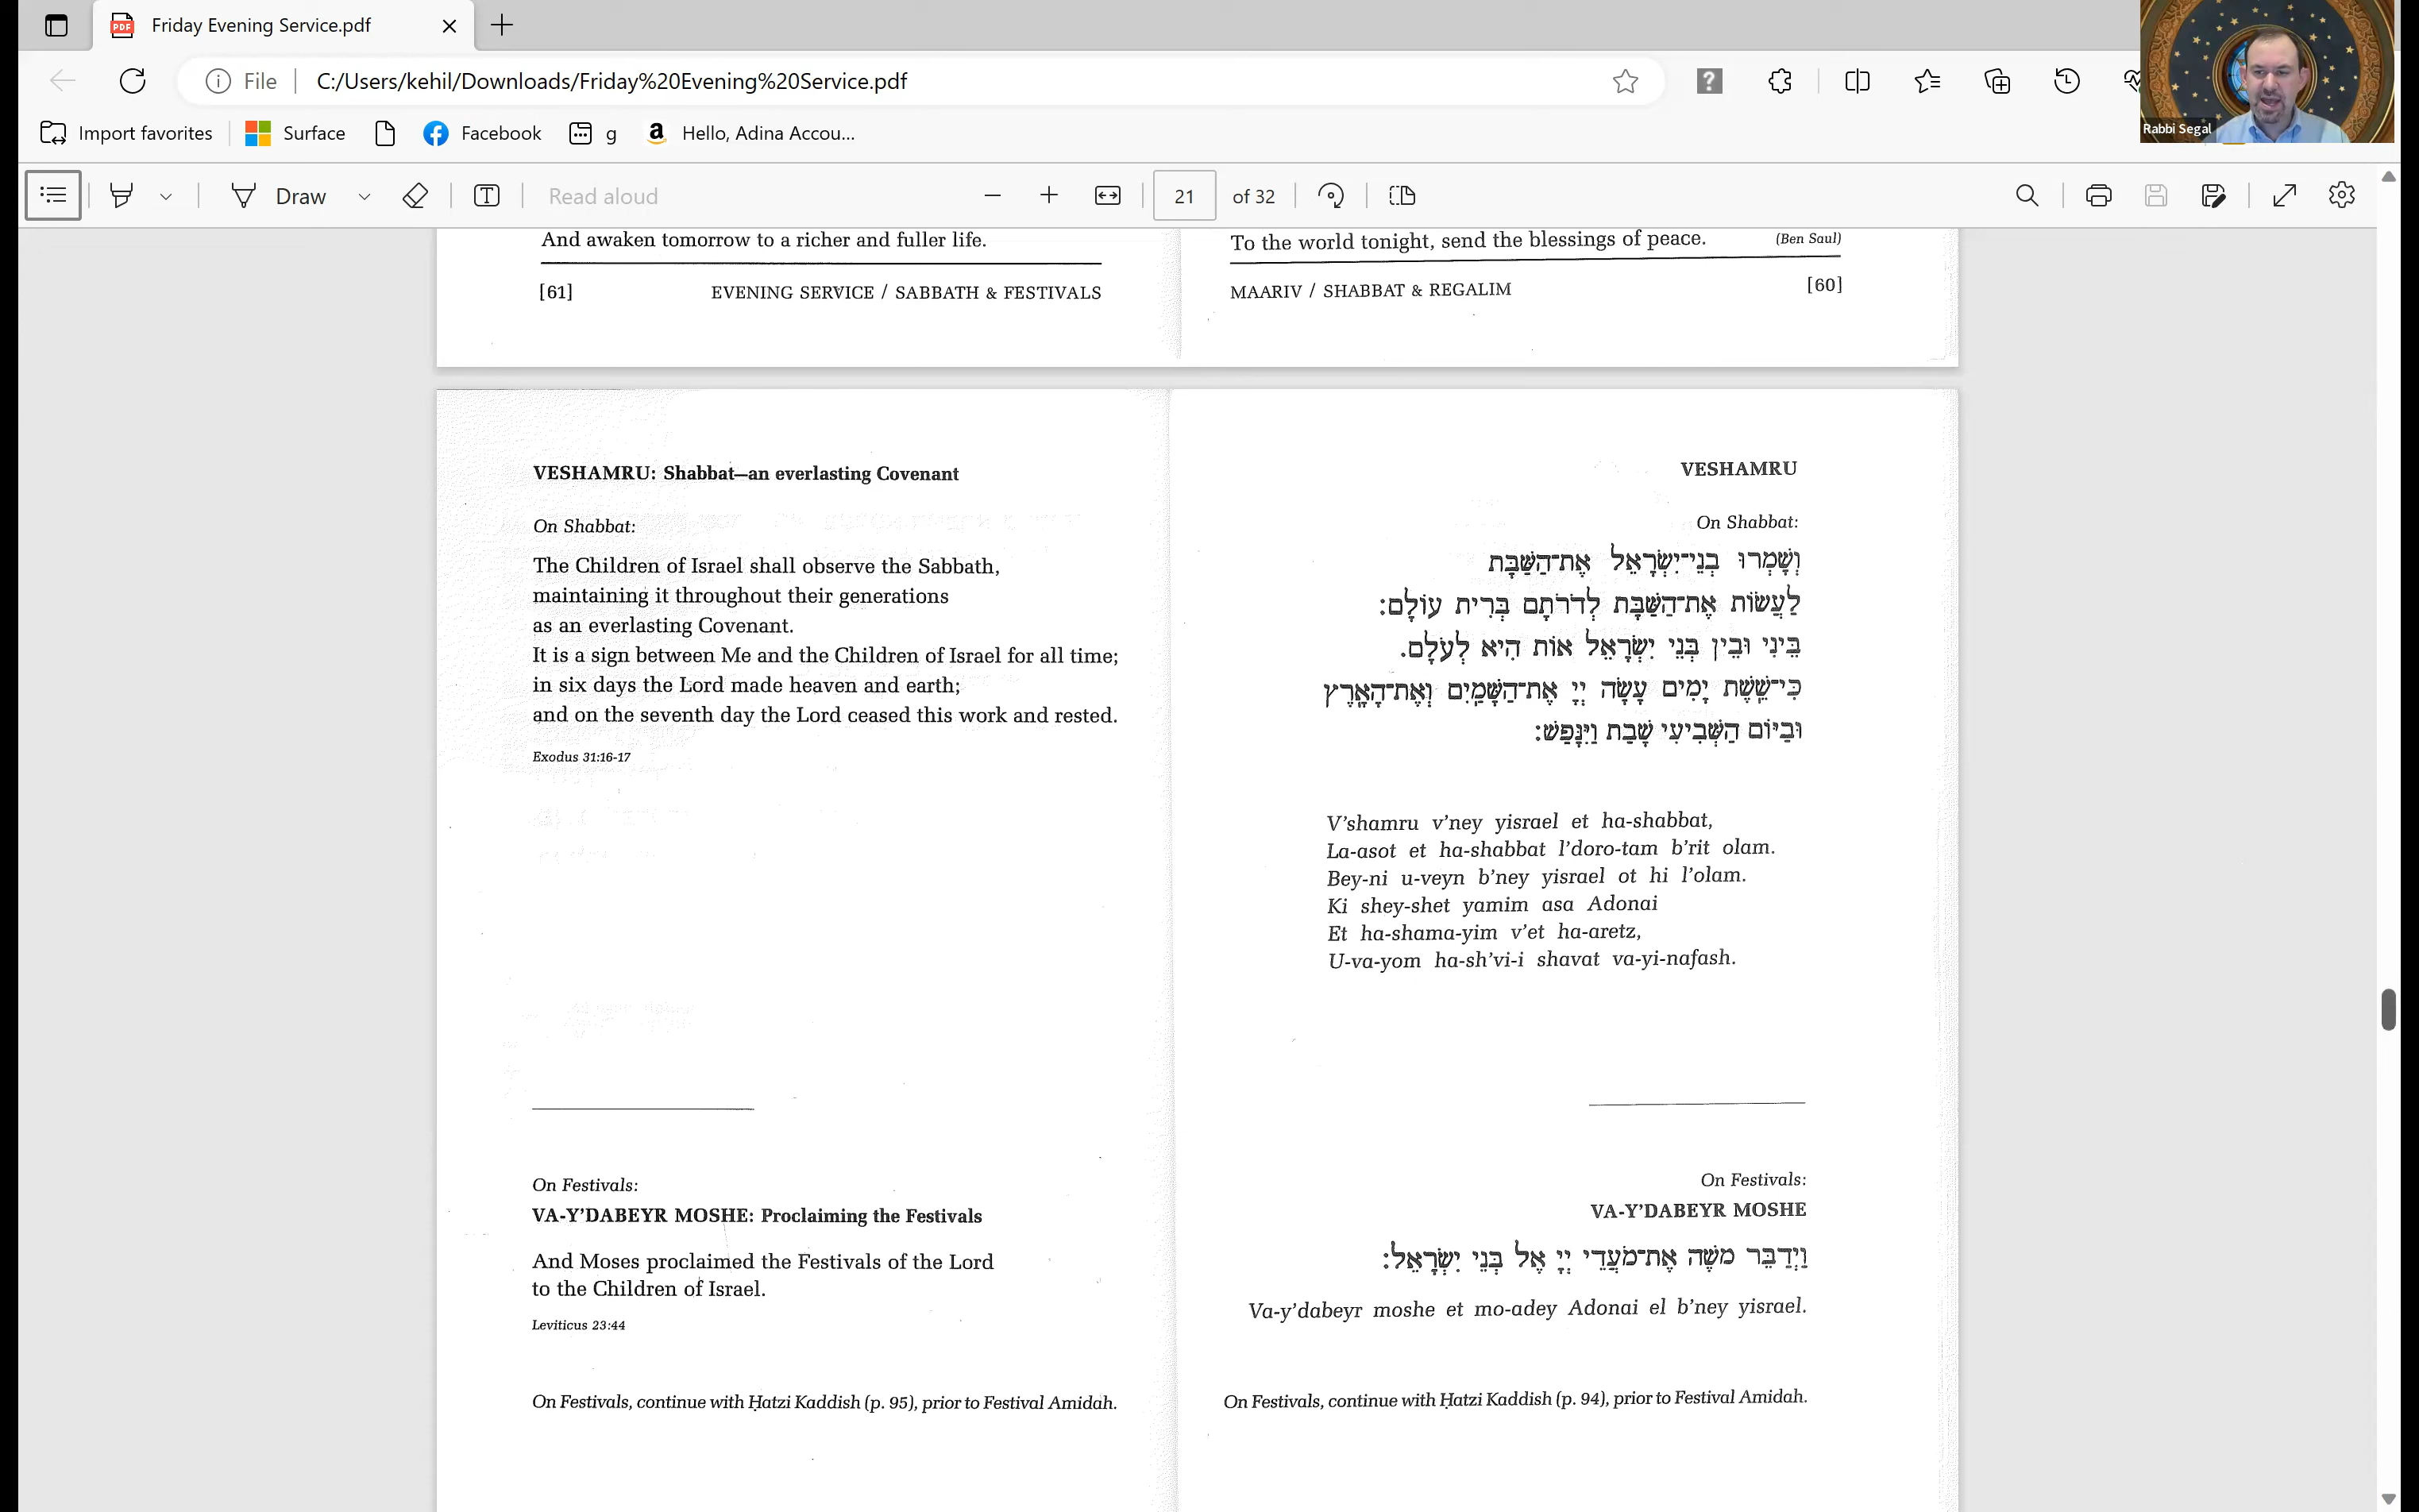 Friday Evening Service.pdf
File C:/Users/kehil/Downloads/Friday%20Evening%20Service.pdf
Import favorites Surface Facebook g Hello, Adina Accou...
Rabbi Segal
Draw Read aloud 21 of 32
And awaken tomorrow to a richer and fuller life.
[61] EVENING SERVICE / SABBATH & FESTIVALS
To the world tonight, send the blessings of peace. (Ben Saul)
MAARIV / SHABBAT & REGALIM [60]
VESHAMRU: Shabbat—an everlasting Covenant
On Shabbat:
The Children of Israel shall observe the Sabbath,
maintaining it throughout their generations
as an everlasting Covenant.
It is a sign between Me and the Children of Israel for all time;
in six days the Lord made heaven and earth;
and on the seventh day the Lord ceased this work and rested.
Exodus 31:16-17
On Festivals:
VA-Y'DABEYR MOSHE: Proclaiming the Festivals
And Moses proclaimed the Festivals of the Lord
to the Children of Israel.
Leviticus 23:44
On Festivals, continue with Ḥatzi Kaddish (p. 95), prior to Festival Amidah.
VESHAMRU
On Shabbat:
וְשָׁמְרוּ בְנֵי־יִשְׂרָאֵל אֶת־הַשַּׁבָּת
לַעֲשׂוֹת אֶת־הַשַּׁבָּת לְדֹרֹתָם בְּרִית עוֹלָם:
בֵּינִי וּבֵין בְּנֵי יִשְׂרָאֵל אוֹת הִיא לְעֹלָם.
כִּי־שֵׁשֶׁת יָמִים עָשָׂה יְיָ אֶת־הַשָּׁמַיִם וְאֶת־הָאָרֶץ
וּבַיּוֹם הַשְּׁבִיעִי שָׁבַת וַיִּנָּפַשׁ:
V'shamru v'ney yisrael et ha-shabbat,
La-asot et ha-shabbat l'doro-tam b'rit olam.
Bey-ni u-veyn b'ney yisrael ot hi l'olam.
Ki shey-shet yamim asa Adonai
Et ha-shama-yim v'et ha-aretz,
U-va-yom ha-sh'vi-i shavat va-yi-nafash.
On Festivals:
VA-Y'DABEYR MOSHE
וַיְדַבֵּר משֶׁה אֶת־מֹעֲדֵי יְיָ אֶל בְּנֵי יִשְׂרָאֵל:
Va-y'dabeyr moshe et mo-adey Adonai el b'ney yisrael.
On Festivals, continue with Ḥatzi Kaddish (p. 94), prior to Festival Amidah.